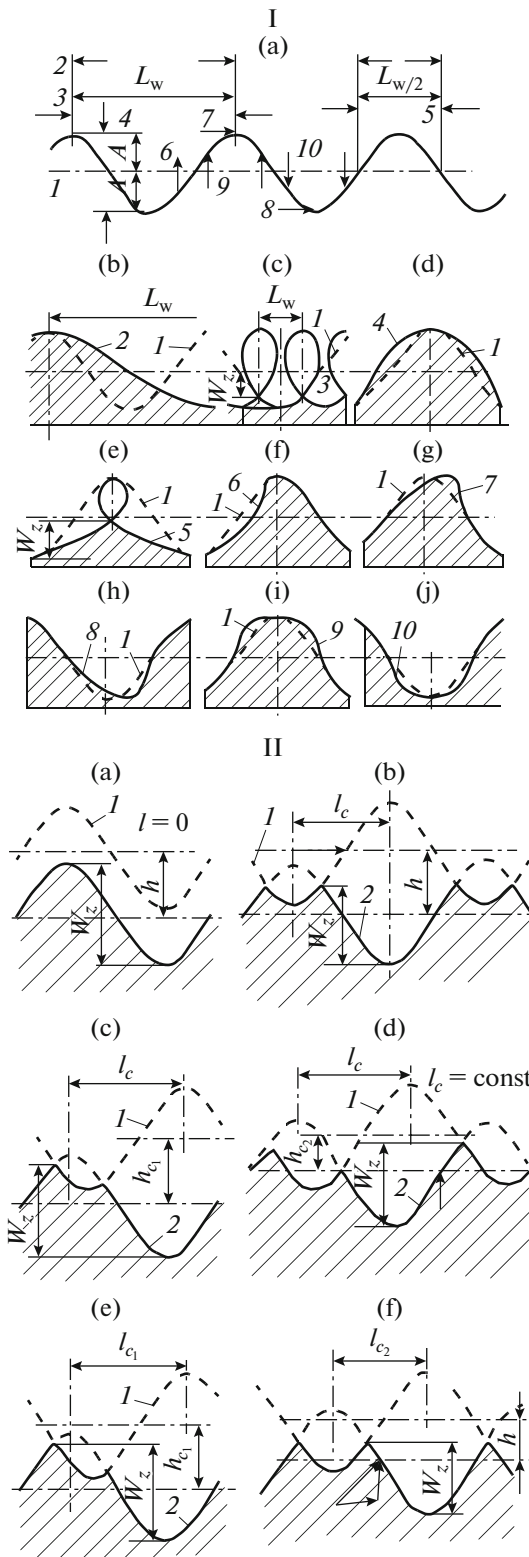 I
(a)
2 L_w L_w/2
3 4 7 5
A 6 10
1 A 9
8
(b) (c) (d)
L_w L_w
2 1 1 4 1
W_z 3
(e) (f) (g)
1 6 1 1 7
W_z 5
(h) (i) (j)
8 1 1 9 10 1
II
(a) (b)
1 l = 0 1 l_c
h h
W_z W_z 2
(c) (d)
l_c l_c l_c = const
1 1
h_c1 h_c2 W_z
W_z 2 2
(e) (f)
l_c1 l_c2
1 h_c1 h
W_z 2 W_z